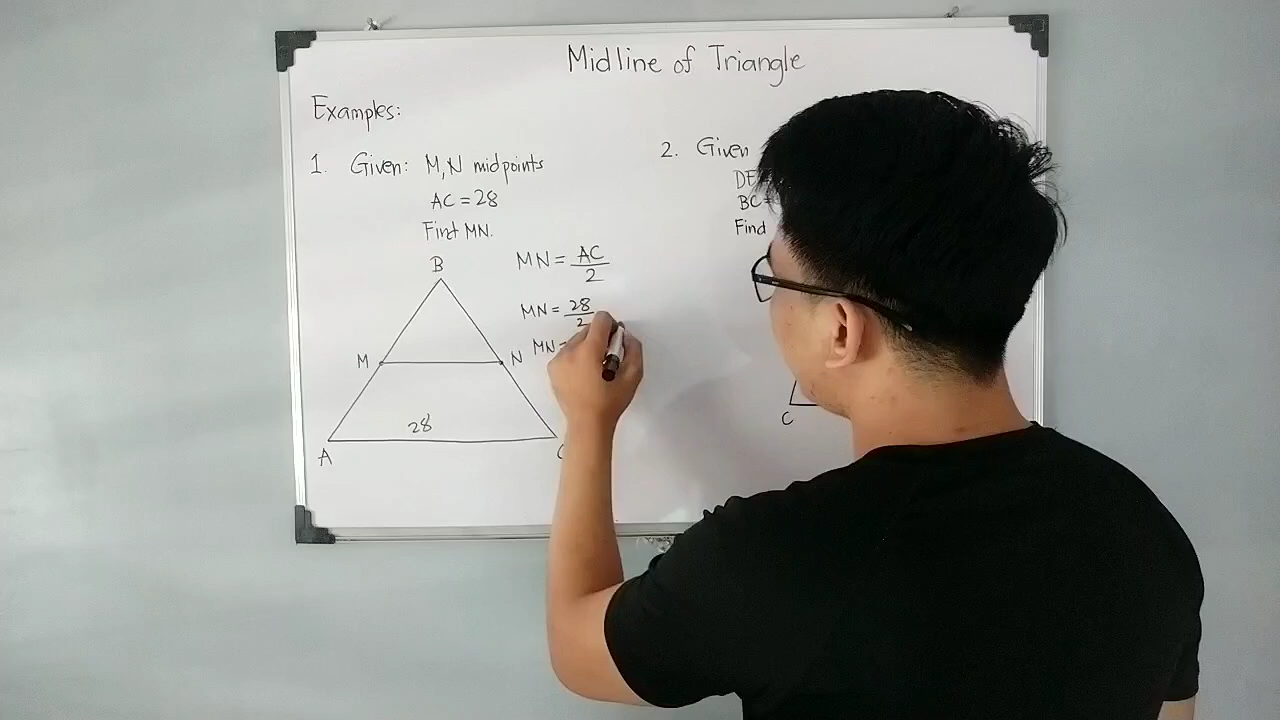 Midline of Triangle
Examples:
1. Given: M,N midpoints
AC = 28
Find MN.
B
MN = AC/2
MN = 28/2
MN =
M
N
28
A
2. Given
DE
BC =
Find
C